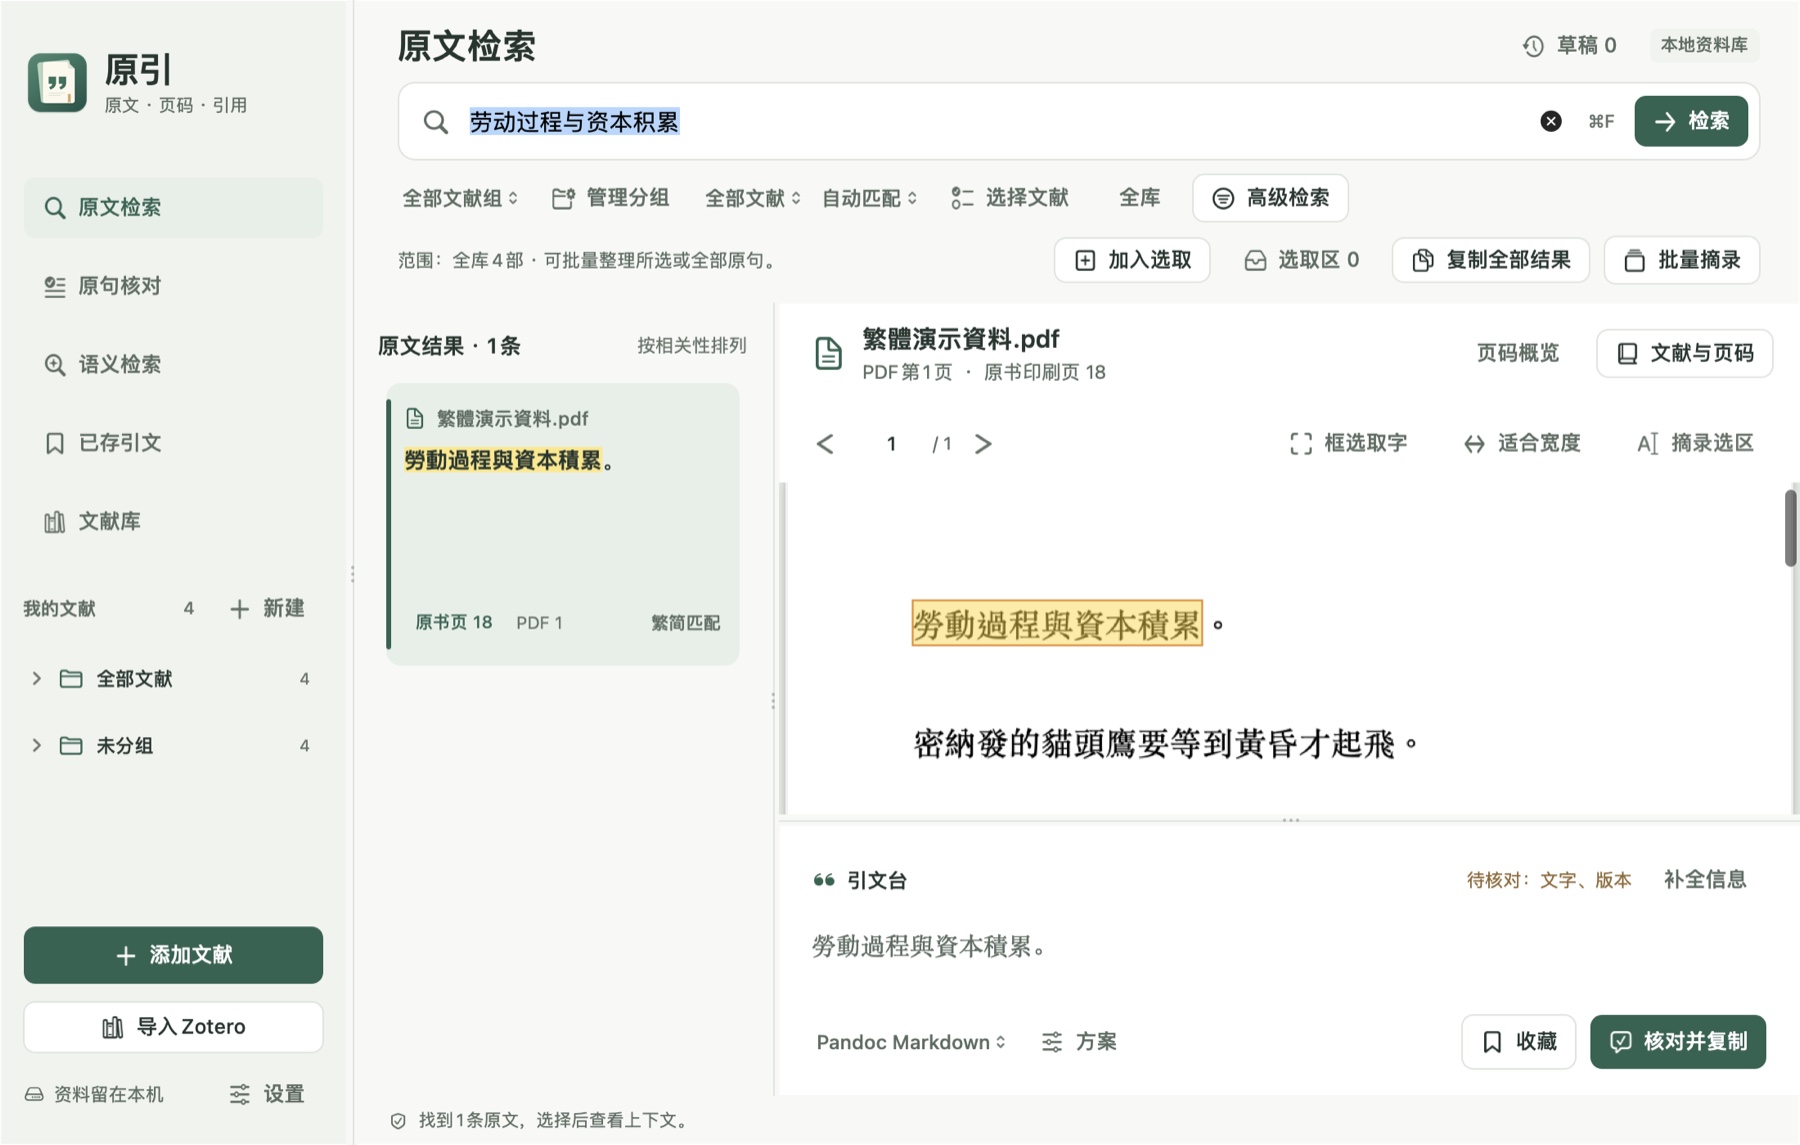 原引
原文 · 页码 · 引用
原文检索
原句核对
语义检索
已存引文
文献库
我的文献 4 新建
全部文献 4
未分组 4
添加文献
导入 Zotero
资料留在本机 设置
原文检索
草稿 0 本地资料库
劳动过程与资本积累 ⌘F 检索
全部文献组 管理分组 全部文献 自动匹配 选择文献 全库 高级检索
范围：全库 4 部 · 可批量整理所选或全部原句。
加入选取 选取区 0 复制全部结果 批量摘录
原文结果 · 1条 按相关性排列
繁體演示資料.pdf
勞動過程與資本積累。
原书页 18 PDF 1 繁简匹配
繁體演示資料.pdf
PDF 第 1 页 · 原书印刷页 18
页码概览 文献与页码
1 / 1 框选取字 适合宽度 摘录选区
勞動過程與資本積累。
密納發的貓頭鷹要等到黃昏才起飛。
引文台 待核对：文字、版本 补全信息
勞動過程與資本積累。
Pandoc Markdown 方案 收藏 核对并复制
找到 1 条原文，选择后查看上下文。